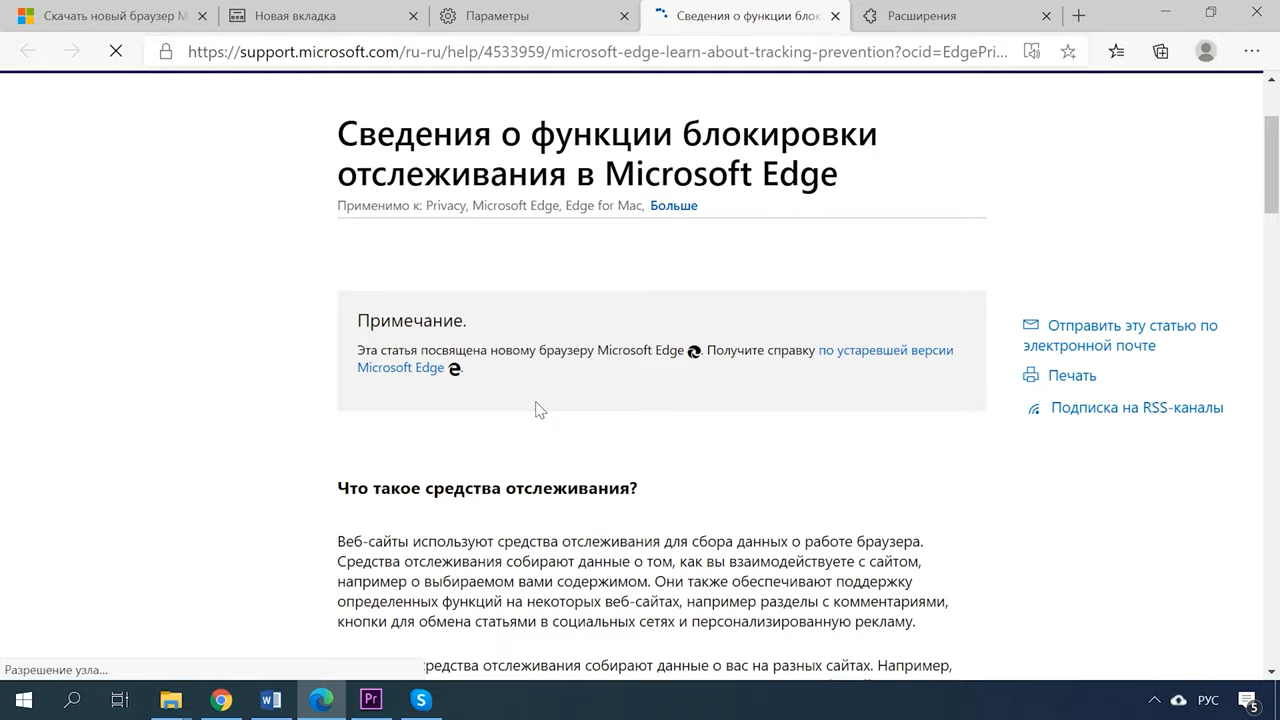 Скачать новый браузер М
Новая вкладка
Параметры
Сведения о функции блок
Расширения
https://support.microsoft.com/ru-ru/help/4533959/microsoft-edge-learn-about-tracking-prevention?ocid=EdgePri...
Сведения о функции блокировки
отслеживания в Microsoft Edge
Применимо к: Privacy, Microsoft Edge, Edge for Mac, Больше
Примечание.
Эта статья посвящена новому браузеру Microsoft Edge . Получите справку по устаревшей версии
Microsoft Edge .
Отправить эту статью по
электронной почте
Печать
Подписка на RSS-каналы
Что такое средства отслеживания?
Веб-сайты используют средства отслеживания для сбора данных о работе браузера.
Средства отслеживания собирают данные о том, как вы взаимодействуете с сайтом,
например о выбираемом вами содержимом. Они также обеспечивают поддержку
определенных функций на некоторых веб-сайтах, например разделы с комментариями,
кнопки для обмена статьями в социальных сетях и персонализированную рекламу.
средства отслеживания собирают данные о вас на разных сайтах. Например,
Разрешение узла...
W
Pr
S
РУС
5